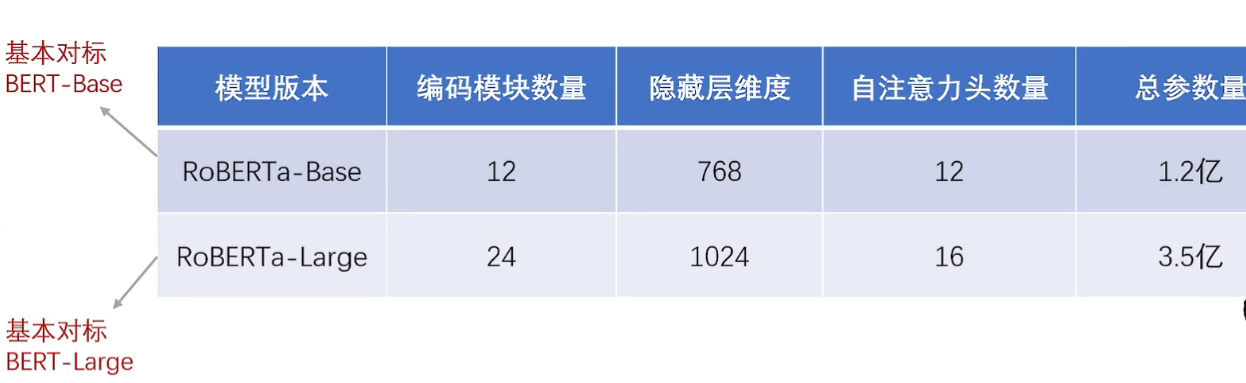 基本对标
BERT-Base
模型版本 编码模块数量 隐藏层维度 自注意力头数量 总参数量
RoBERTa-Base 12 768 12 1.2亿
RoBERTa-Large 24 1024 16 3.5亿
基本对标
BERT-Large